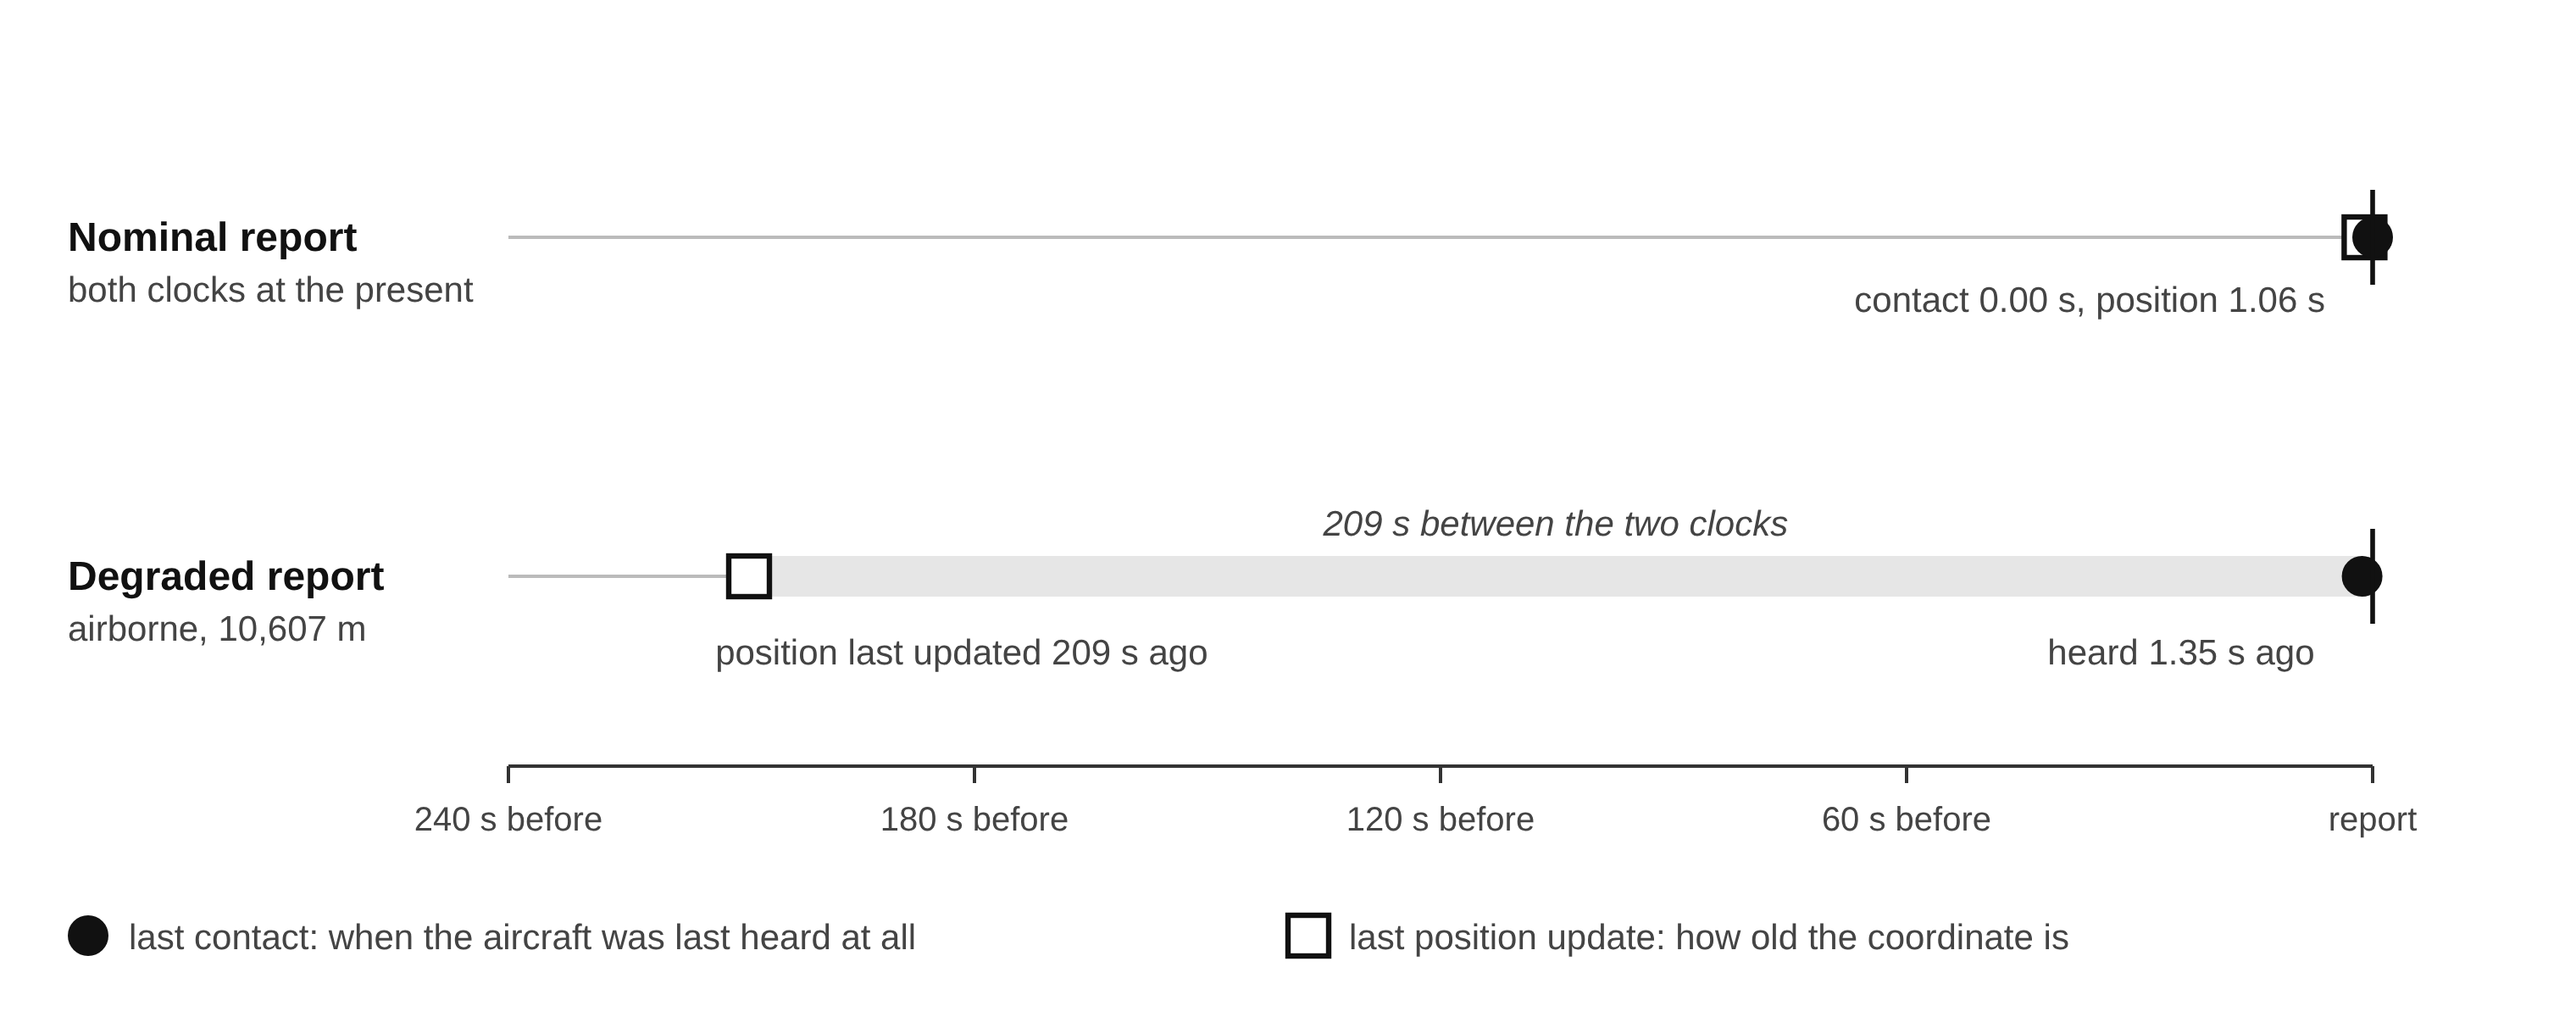 Nominal report
both clocks at the present
contact 0.00 s, position 1.06 s
209 s between the two clocks
Degraded report
airborne, 10,607 m
position last updated 209 s ago
heard 1.35 s ago
240 s before
180 s before
120 s before
60 s before
report
last contact: when the aircraft was last heard at all
last position update: how old the coordinate is